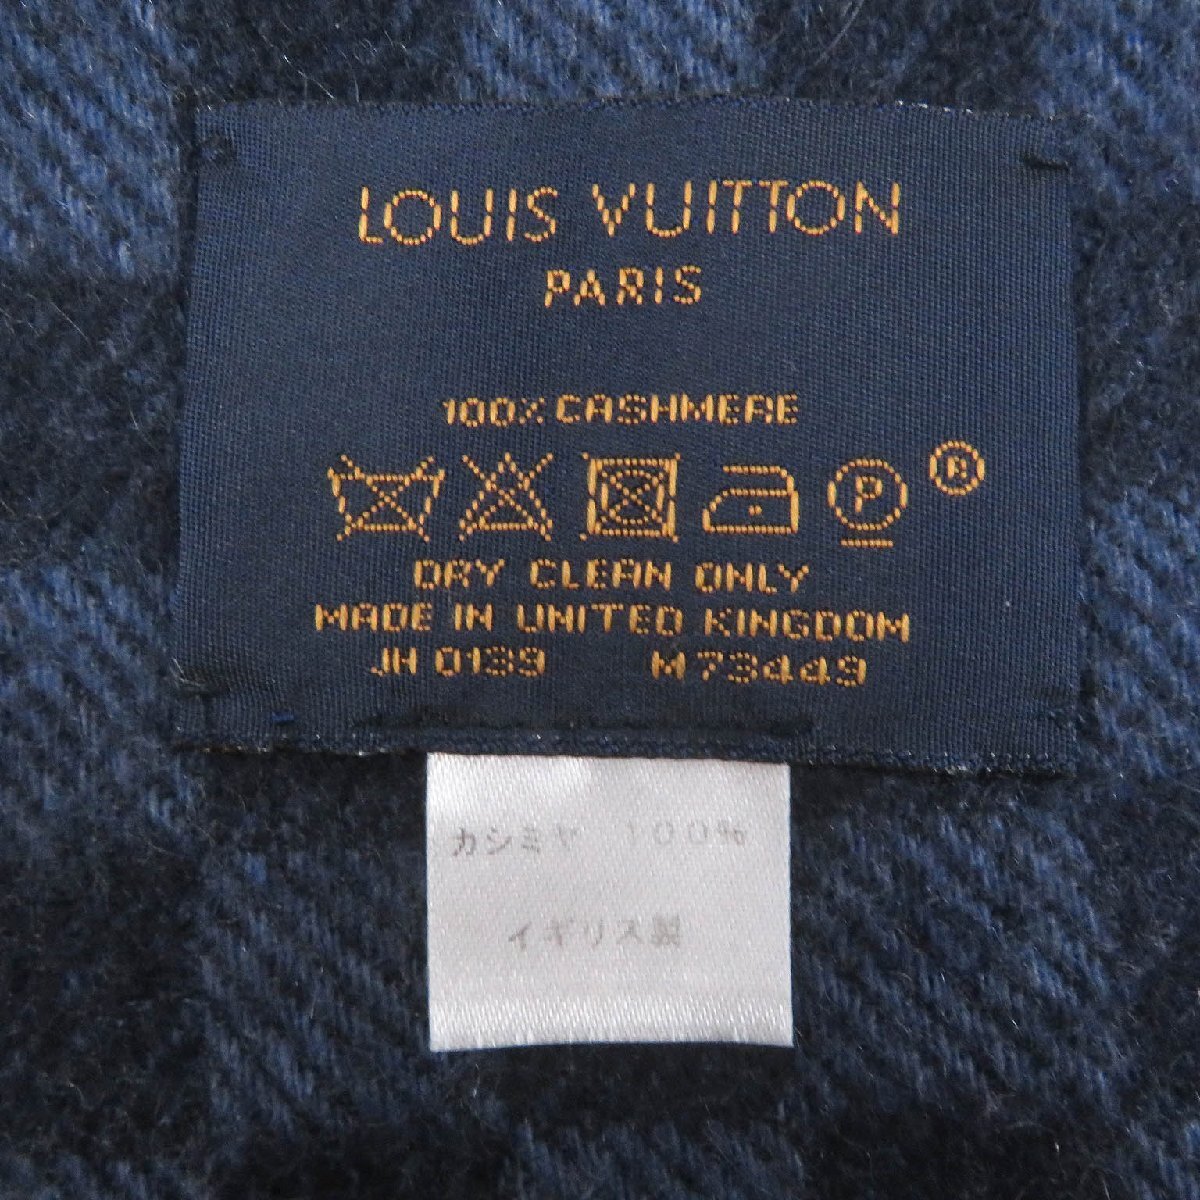 LOUIS VUITTON
PARIS
100% CASHMERE
P
®
DRY CLEAN ONLY
MADE IN UNITED KINGDOM
JH 0139 M73449
カシミヤ 100%
イギリス製